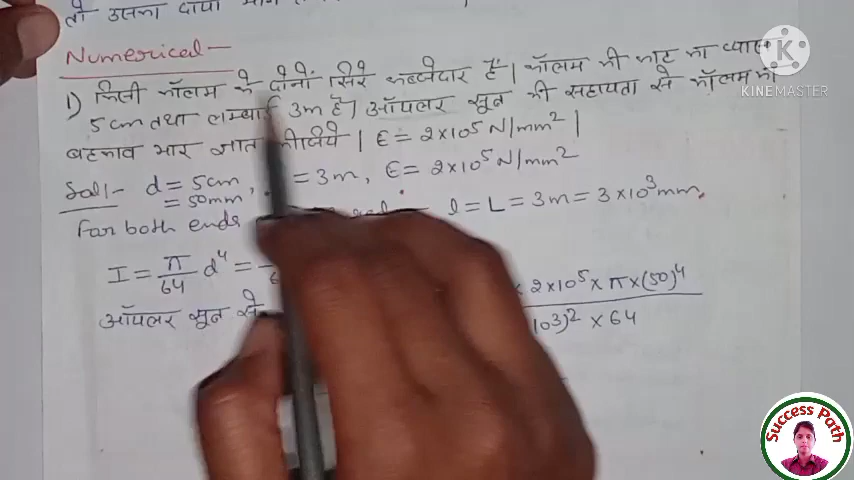 तो उसका दाया भाग
Numerical –
1) किसी कॉलम के दोनों सिरे कब्जेदार हैं। कॉलम की काट का व्यास
5 cm तथा लम्बाई 3m है। ऑयलर सूत्र की सहायता से कॉलम का
बहकाव भार ज्ञात कीजिये। E = 2×10⁵ N/mm² |
Sol:- d = 5cm, = 3m, E = 2×10⁵ N/mm²
= 50mm
For both ends l = L = 3m = 3×10³mm.
I = π/64 d⁴ =
ऑयलर सूत्र से × 2×10⁵ × π×(50)⁴
10³)² × 64
KINEMASTER
Success Path